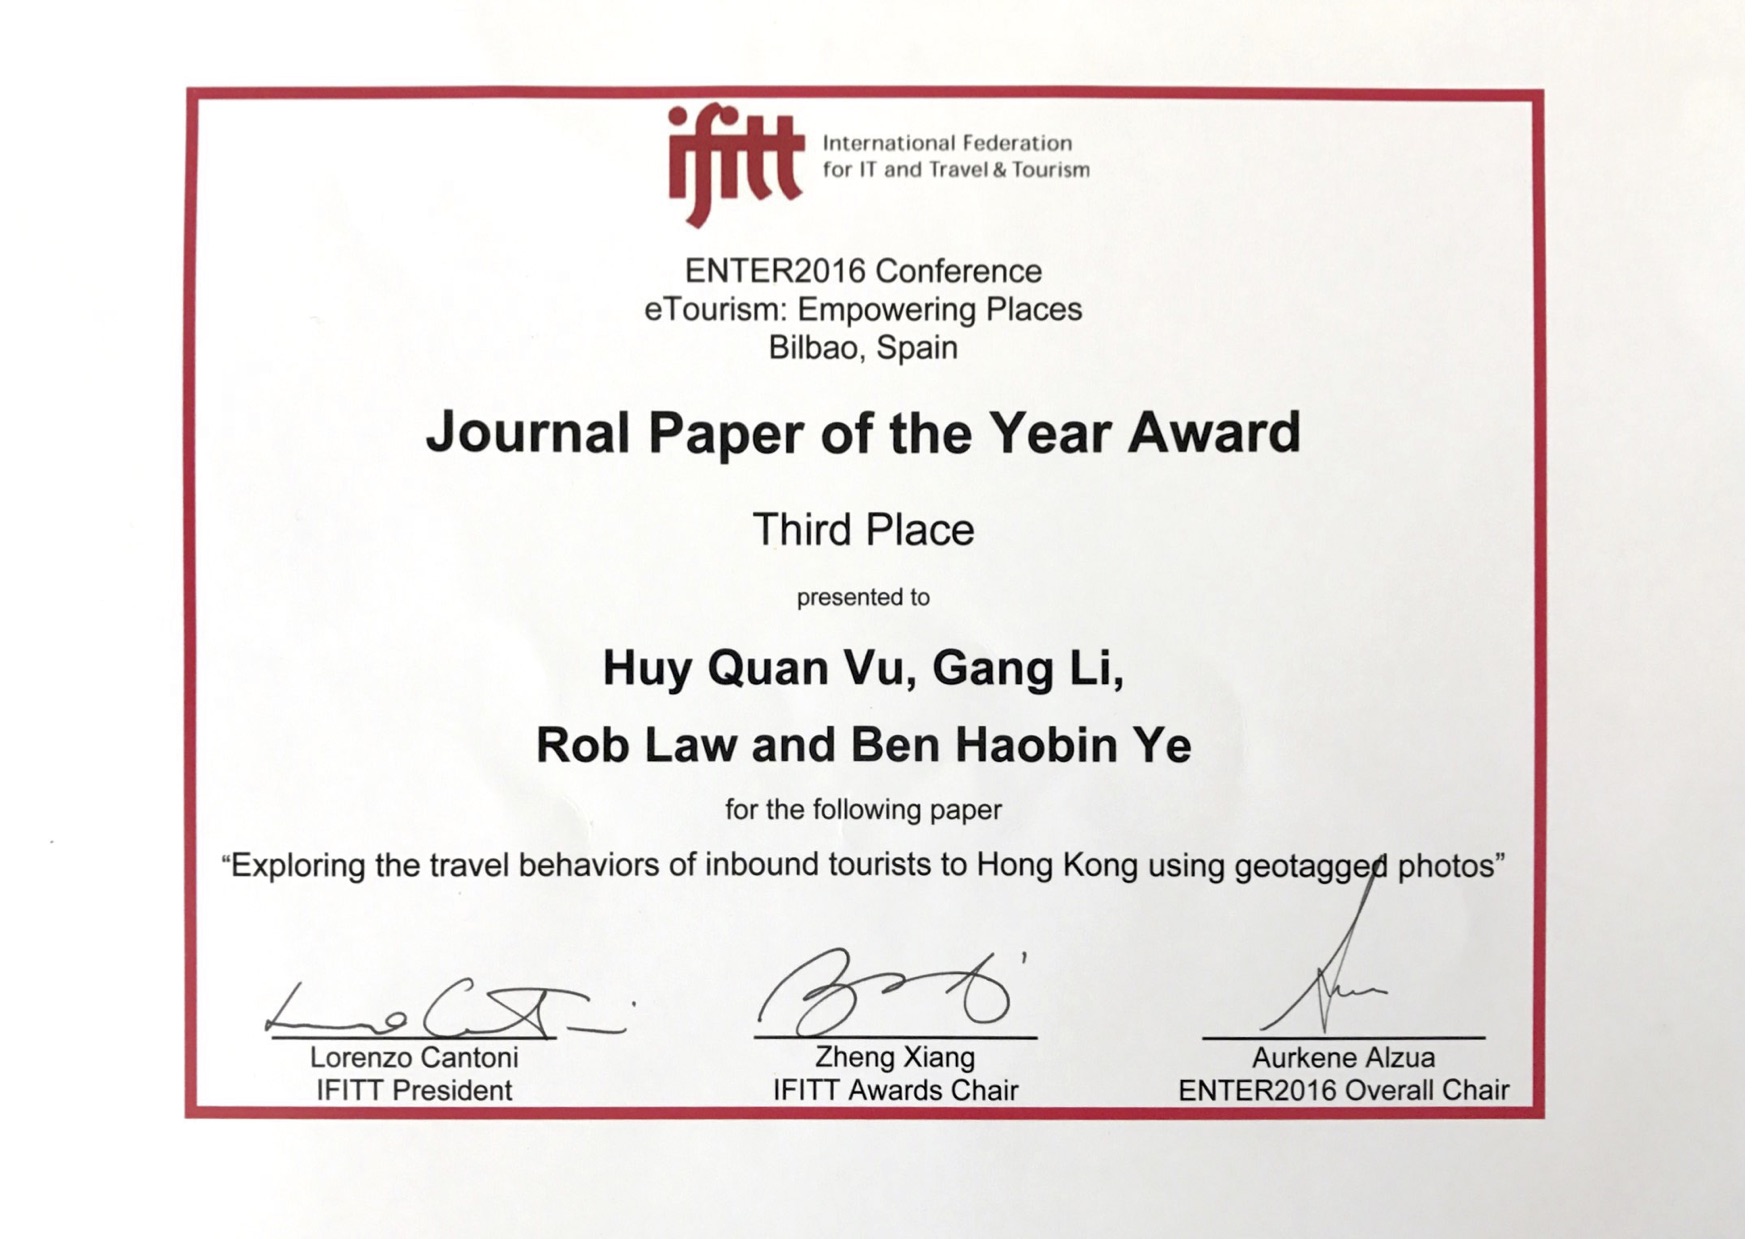 ifitt
International Federation
for IT and Travel & Tourism
ENTER2016 Conference
eTourism: Empowering Places
Bilbao, Spain
Journal Paper of the Year Award
Third Place
presented to
Huy Quan Vu, Gang Li,
Rob Law and Ben Haobin Ye
for the following paper
“Exploring the travel behaviors of inbound tourists to Hong Kong using geotagged photos”
Lorenzo Cantoni
IFITT President
Zheng Xiang
IFITT Awards Chair
Aurkene Alzua
ENTER2016 Overall Chair